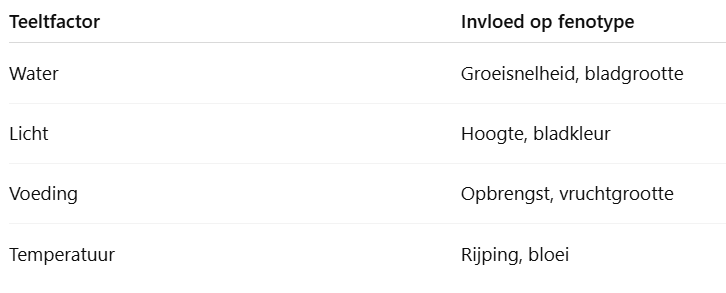 Teeltfactor Invloed op fenotype
Water Groeisnelheid, bladgrootte
Licht Hoogte, bladkleur
Voeding Opbrengst, vruchtgrootte
Temperatuur Rijping, bloei